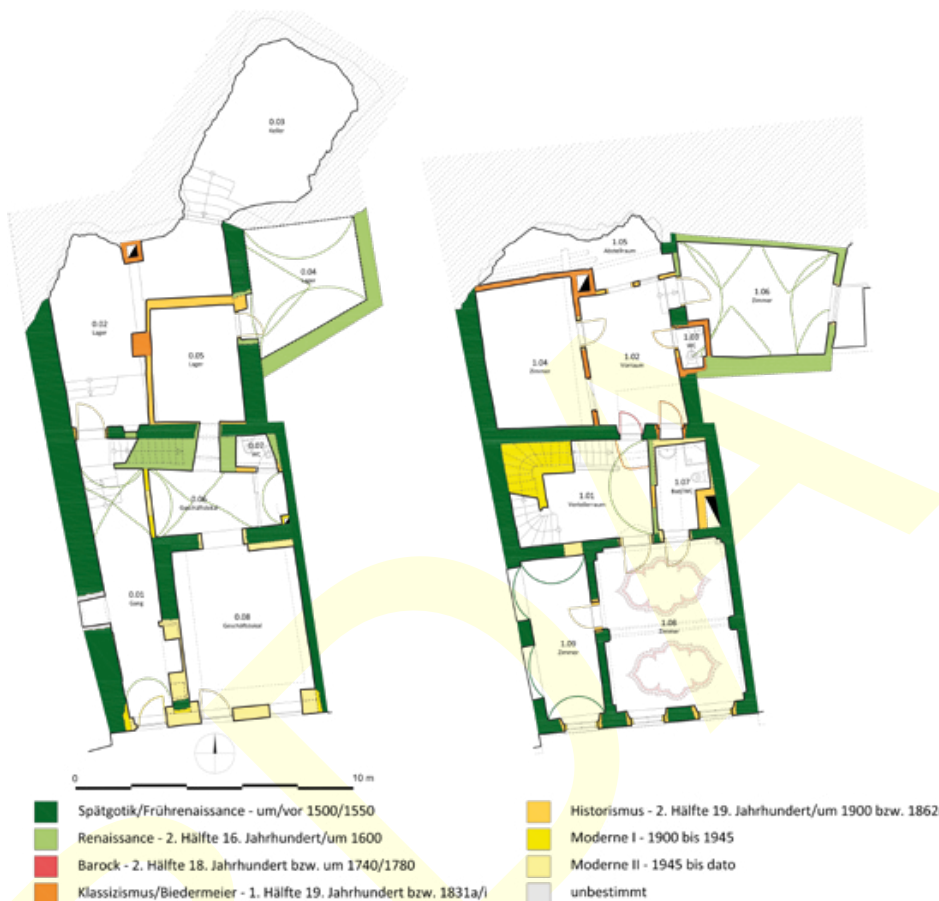 0.03
Keller
0.04
Lager
0.02
Lager
0.05
Lager
0.07
WC
0.06
Geschäftslokal
0.01
Gang
0.08
Geschäftslokal
1.05
Abstellraum
1.06
Zimmer
1.03
WC
1.04
Zimmer
1.02
Vorraum
1.01
Verteilerraum
1.07
Bad/WC
1.09
Zimmer
1.08
Zimmer
0 10 m
Spätgotik/Frührenaissance - um/vor 1500/1550
Renaissance - 2. Hälfte 16. Jahrhundert/um 1600
Barock - 2. Hälfte 18. Jahrhundert bzw. um 1740/1780
Klassizismus/Biedermeier - 1. Hälfte 19. Jahrhundert bzw. 1831a/i
Historismus - 2. Hälfte 19. Jahrhundert/um 1900 bzw. 1862
Moderne I - 1900 bis 1945
Moderne II - 1945 bis dato
unbestimmt